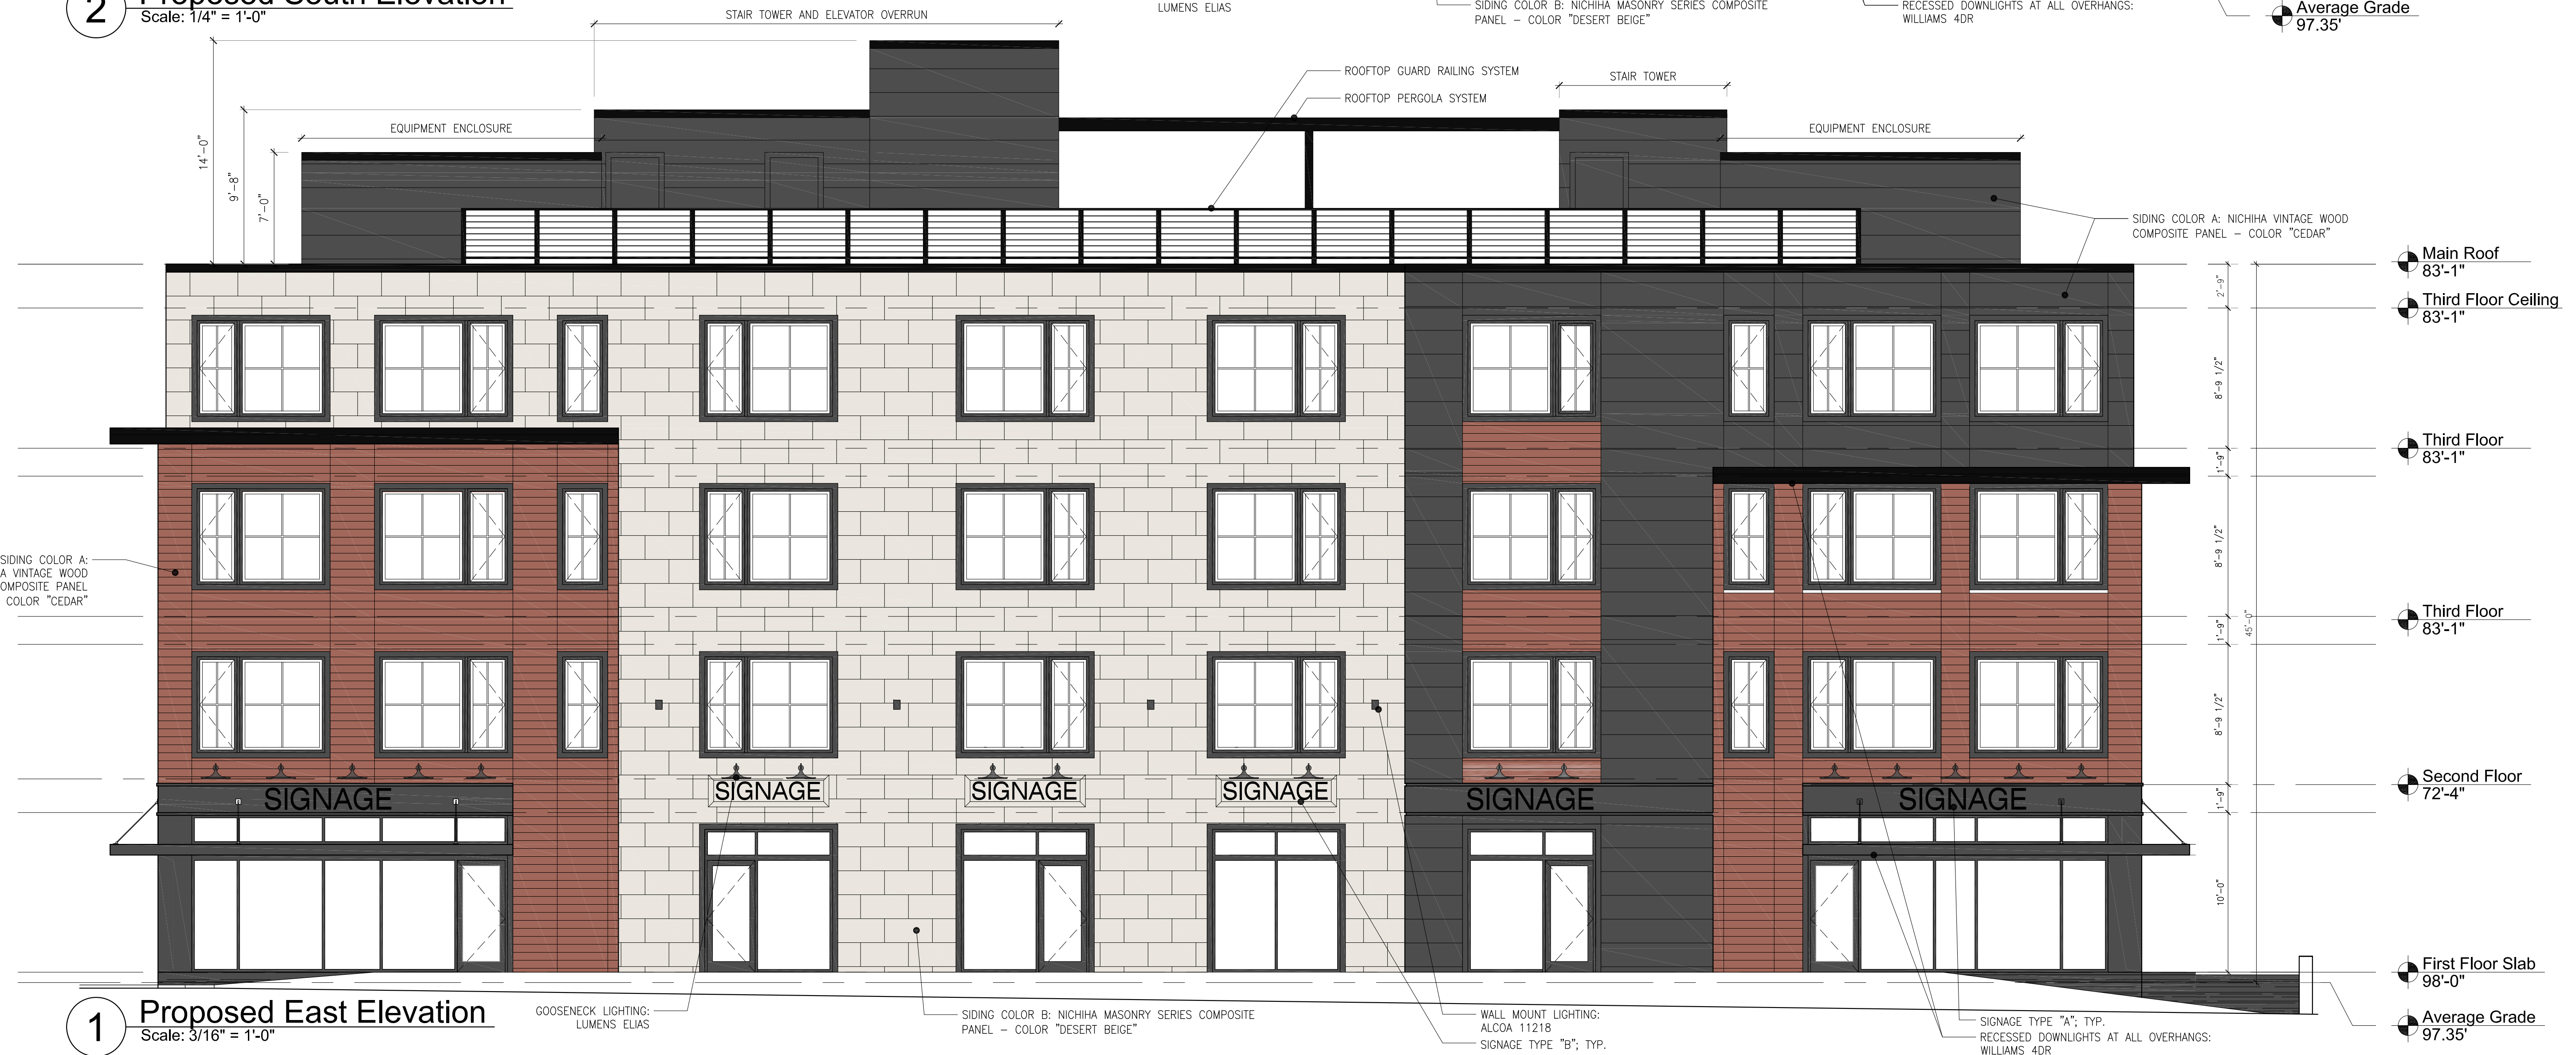 2
Proposed South Elevation
Scale: 1/4" = 1'-0"
LUMENS ELIAS
SIDING COLOR B: NICHIHA MASONRY SERIES COMPOSITE
PANEL – COLOR "DESERT BEIGE"
RECESSED DOWNLIGHTS AT ALL OVERHANGS:
WILLIAMS 4DR
Average Grade
97.35'
STAIR TOWER AND ELEVATOR OVERRUN
ROOFTOP GUARD RAILING SYSTEM
ROOFTOP PERGOLA SYSTEM
STAIR TOWER
EQUIPMENT ENCLOSURE
EQUIPMENT ENCLOSURE
14'-0"
9'-8"
7'-0"
SIDING COLOR A: NICHIHA VINTAGE WOOD
COMPOSITE PANEL – COLOR "CEDAR"
Main Roof
83'-1"
2'-9"
Third Floor Ceiling
83'-1"
8'-9 1/2"
Third Floor
83'-1"
1'-9"
8'-9 1/2"
SIDING COLOR A:
A VINTAGE WOOD
OMPOSITE PANEL
COLOR "CEDAR"
Third Floor
83'-1"
1'-9"
45'-0"
8'-9 1/2"
Second Floor
72'-4"
1'-9"
SIGNAGE
SIGNAGE
SIGNAGE
SIGNAGE
SIGNAGE
SIGNAGE
10'-0"
First Floor Slab
98'-0"
1
Proposed East Elevation
Scale: 3/16" = 1'-0"
GOOSENECK LIGHTING:
LUMENS ELIAS
SIDING COLOR B: NICHIHA MASONRY SERIES COMPOSITE
PANEL – COLOR "DESERT BEIGE"
WALL MOUNT LIGHTING:
ALCOA 11218
SIGNAGE TYPE "B"; TYP.
SIGNAGE TYPE "A"; TYP.
RECESSED DOWNLIGHTS AT ALL OVERHANGS:
WILLIAMS 4DR
Average Grade
97.35'